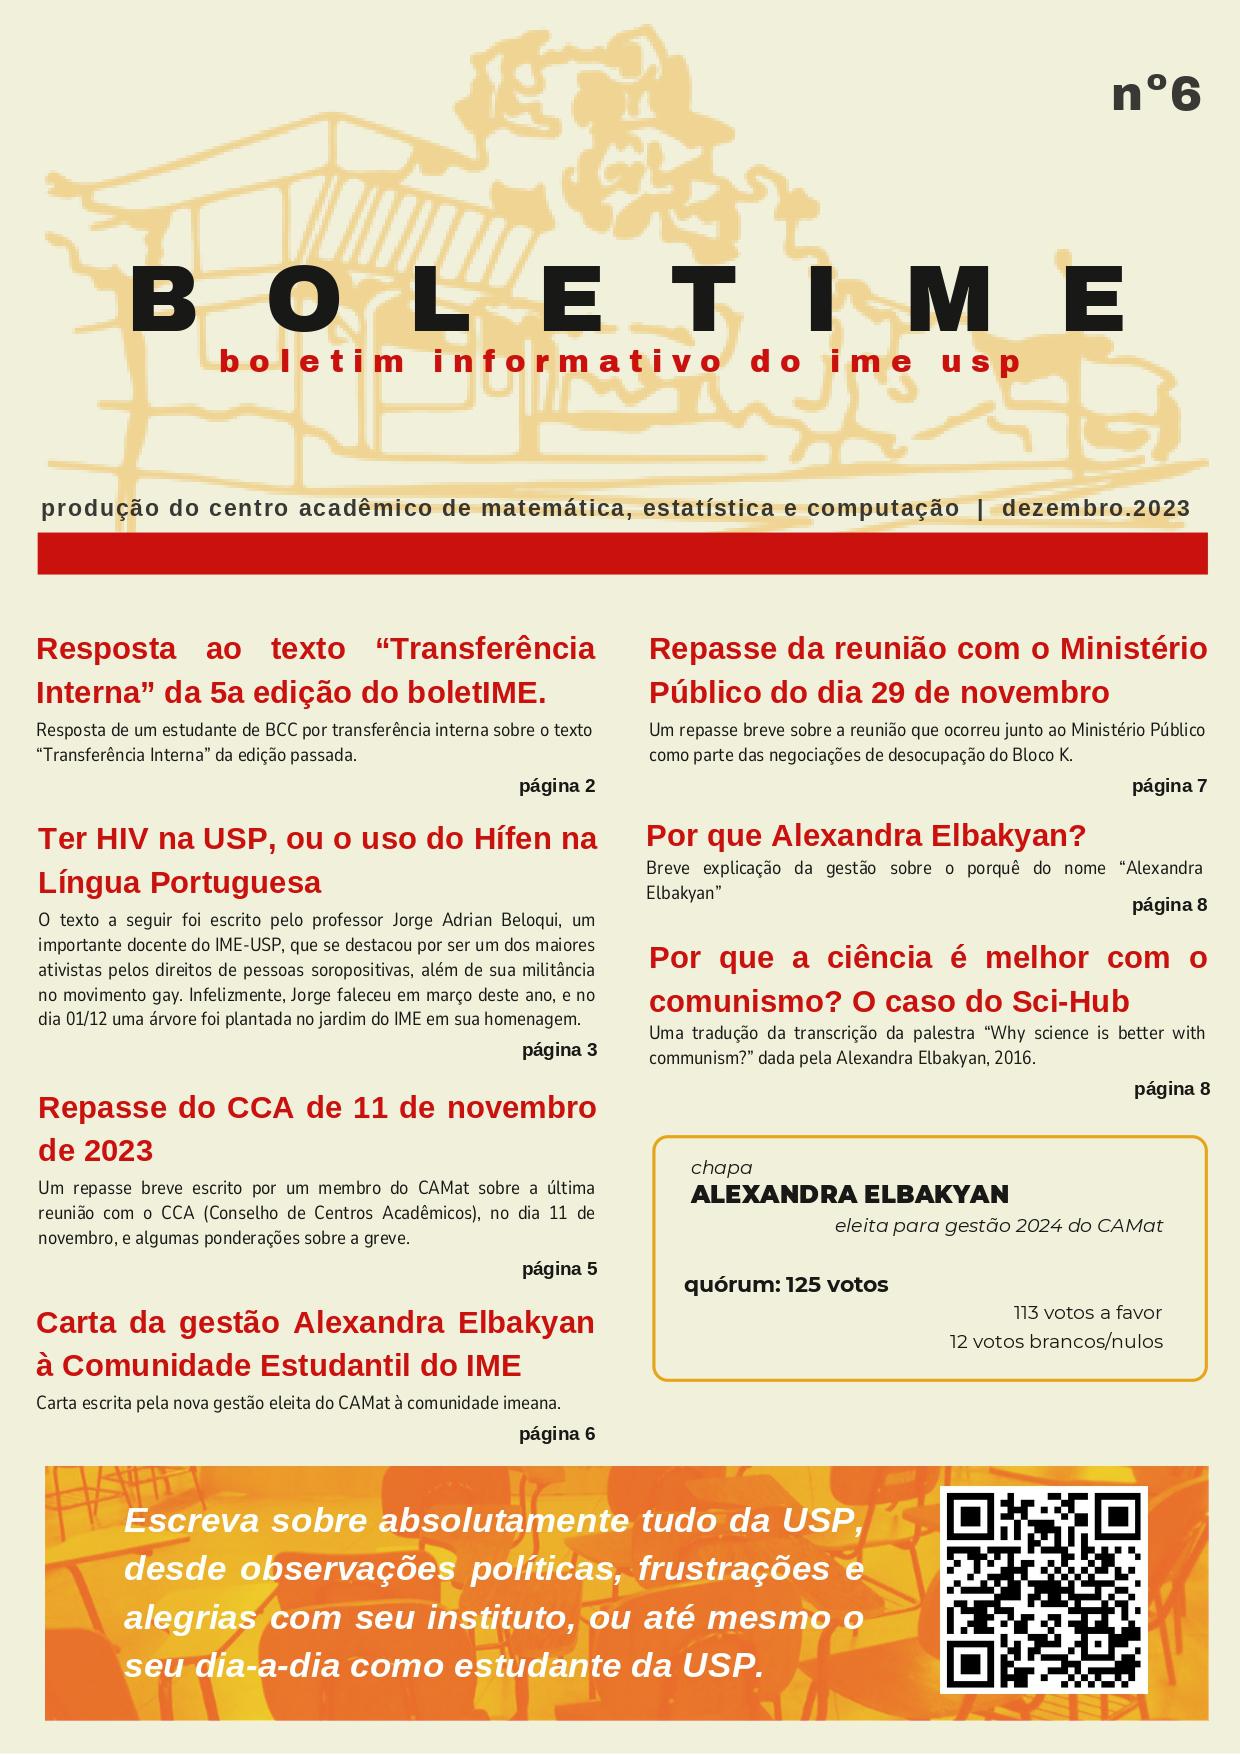 nº6
BOLETIME
boletim informativo do ime usp
produção do centro acadêmico de matemática, estatística e computação | dezembro.2023
Resposta ao texto “Transferência
Interna” da 5a edição do boletIME.
Resposta de um estudante de BCC por transferência interna sobre o texto
“Transferência Interna” da edição passada.
página 2
Ter HIV na USP, ou o uso do Hífen na
Língua Portuguesa
O texto a seguir foi escrito pelo professor Jorge Adrian Beloqui, um
importante docente do IME-USP, que se destacou por ser um dos maiores
ativistas pelos direitos de pessoas soropositivas, além de sua militância
no movimento gay. Infelizmente, Jorge faleceu em março deste ano, e no
dia 01/12 uma árvore foi plantada no jardim do IME em sua homenagem.
página 3
Repasse do CCA de 11 de novembro
de 2023
Um repasse breve escrito por um membro do CAMat sobre a última
reunião com o CCA (Conselho de Centros Acadêmicos), no dia 11 de
novembro, e algumas ponderações sobre a greve.
página 5
Carta da gestão Alexandra Elbakyan
à Comunidade Estudantil do IME
Carta escrita pela nova gestão eleita do CAMat à comunidade imeana.
página 6
Repasse da reunião com o Ministério
Público do dia 29 de novembro
Um repasse breve sobre a reunião que ocorreu junto ao Ministério Público
como parte das negociações de desocupação do Bloco K.
página 7
Por que Alexandra Elbakyan?
Breve explicação da gestão sobre o porquê do nome “Alexandra
Elbakyan”
página 8
Por que a ciência é melhor com o
comunismo? O caso do Sci-Hub
Uma tradução da transcrição da palestra “Why science is better with
communism?” dada pela Alexandra Elbakyan, 2016.
página 8
chapa
ALEXANDRA ELBAKYAN
eleita para gestão 2024 do CAMat
quórum: 125 votos
113 votos a favor
12 votos brancos/nulos
Escreva sobre absolutamente tudo da USP,
desde observações políticas, frustrações e
alegrias com seu instituto, ou até mesmo o
seu dia-a-dia como estudante da USP.